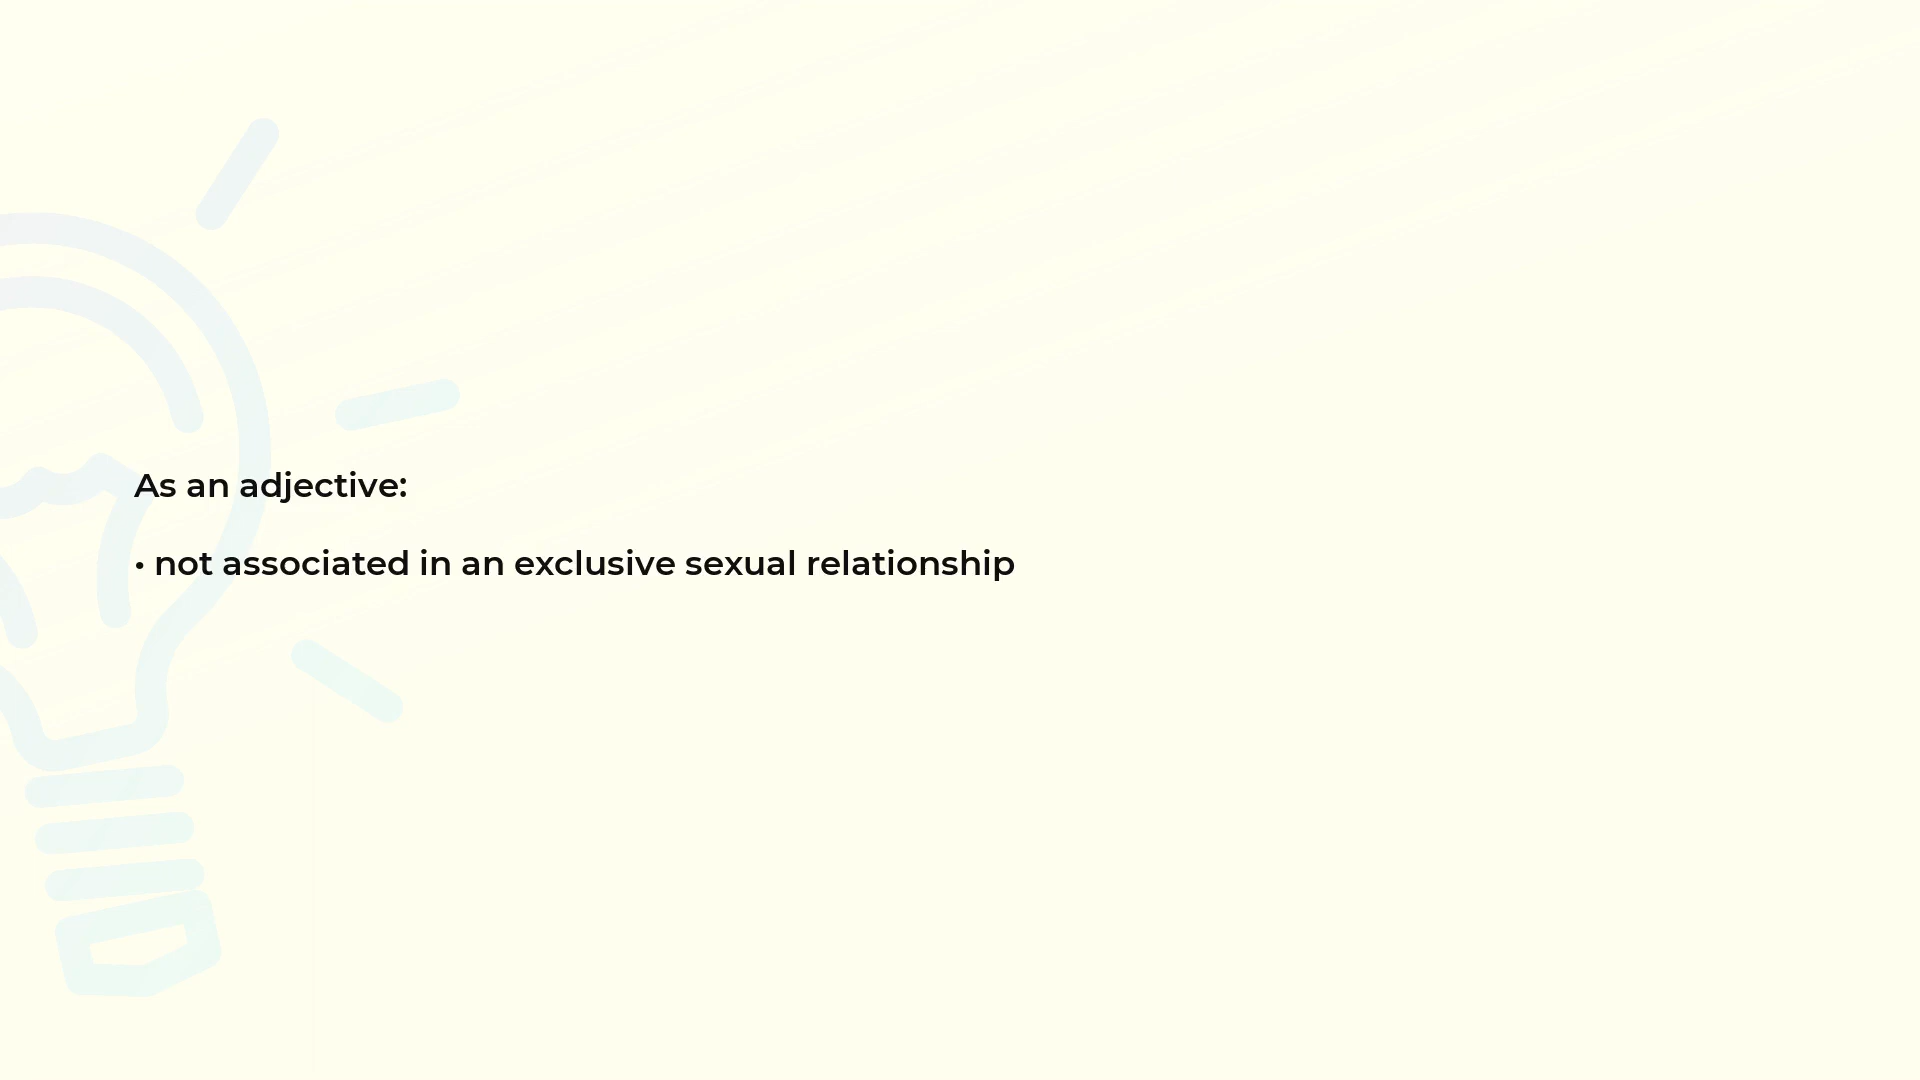 As an adjective:
• not associated in an exclusive sexual relationship